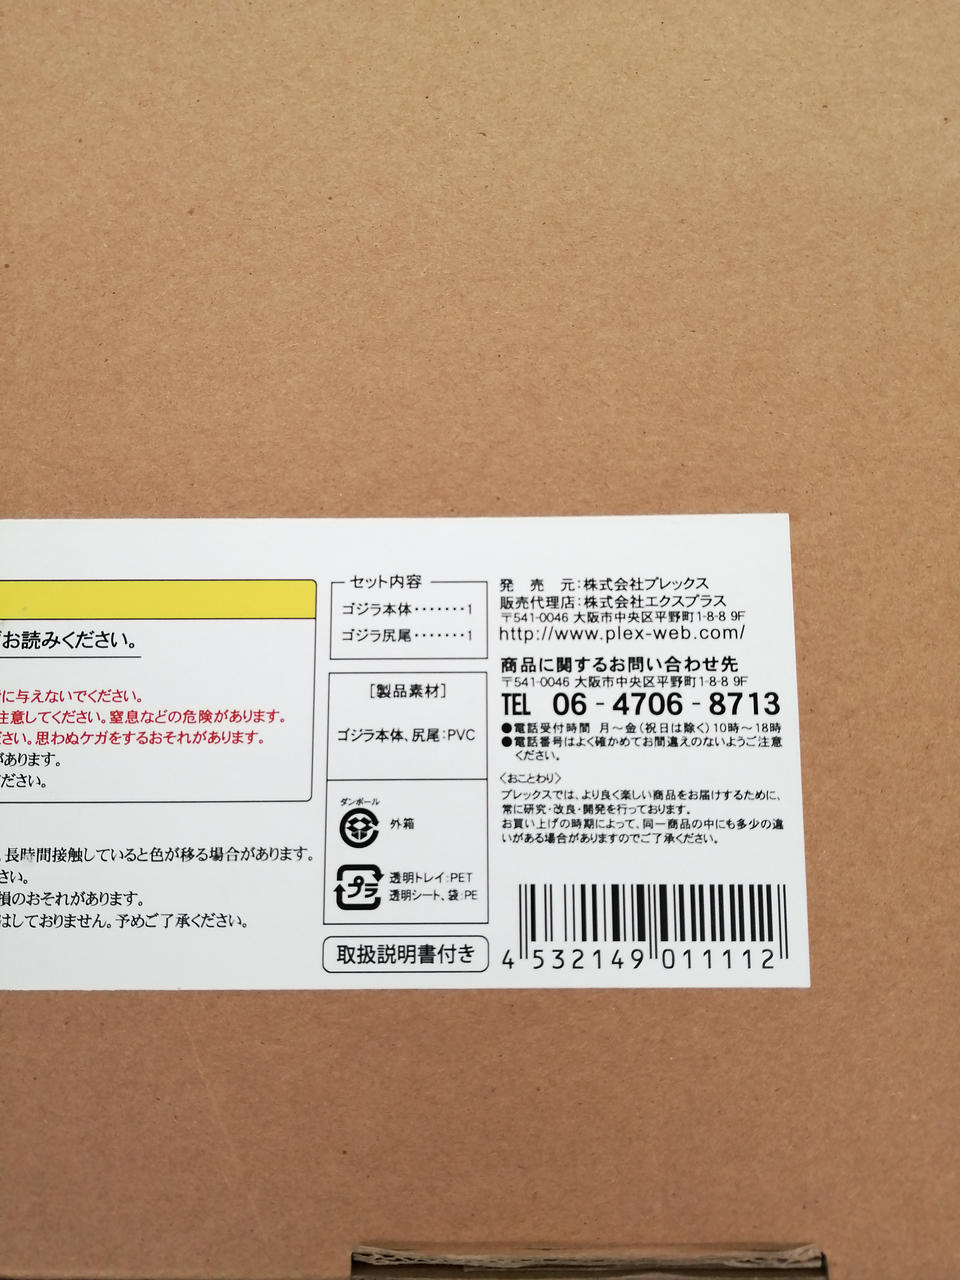 お読みください。
に与えないでください。
注意してください。窒息などの危険があります。
さい。思わぬケガをするおそれがあります。
があります。
ださい。
長時間接触していると色が移る場合があります。
さい。
損のおそれがあります。
はしておりません。予めご了承ください。
セット内容
ゴジラ本体・・・・・・・1
ゴジラ尻尾・・・・・・・1
［製品素材］
ゴジラ本体、尻尾：PVC
ダンボール
外箱
プラ
透明トレイ：PET
透明シート、袋：PE
取扱説明書付き
発　売　元：株式会社プレックス
販売代理店：株式会社エクスプラス
〒541-0046 大阪市中央区平野町1-8-8 9F
http://www.plex-web.com/
商品に関するお問い合わせ先
〒541-0046 大阪市中央区平野町1-8-8 9F
TEL 06-4706-8713
●電話受付時間 月～金（祝日は除く）10時～18時
●電話番号はよく確かめてお間違えのないようご注意
ください。
〈おことわり〉
プレックスでは、より良く楽しい商品をお届けするために、
常に研究・改良・開発を行っております。
お買い上げの時期によって、同一商品の中にも多少の違
いがある場合がありますのでご了承ください。
4 532149 011112